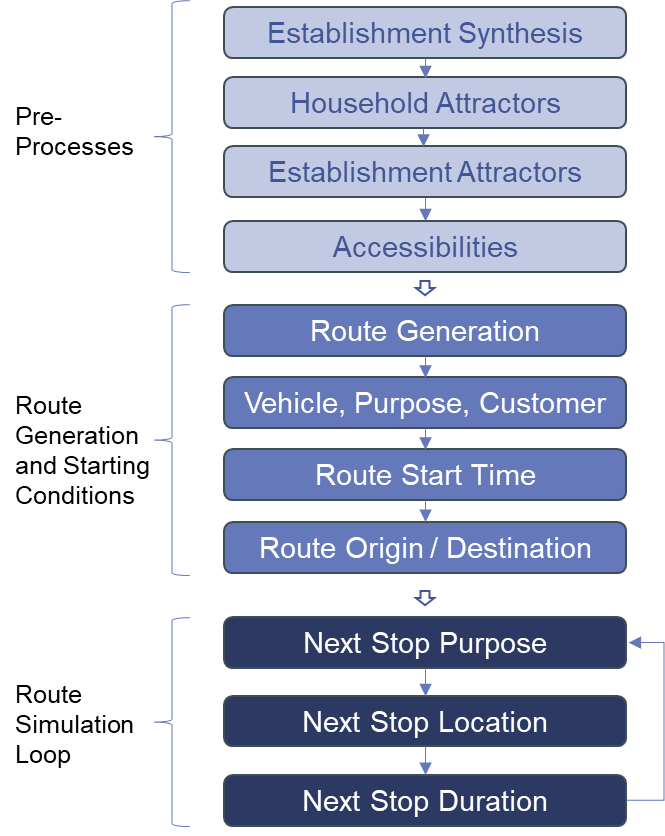 Pre-
Processes
Establishment Synthesis
Household Attractors
Establishment Attractors
Accessibilities
Route
Generation
and Starting
Conditions
Route Generation
Vehicle, Purpose, Customer
Route Start Time
Route Origin / Destination
Route
Simulation
Loop
Next Stop Purpose
Next Stop Location
Next Stop Duration